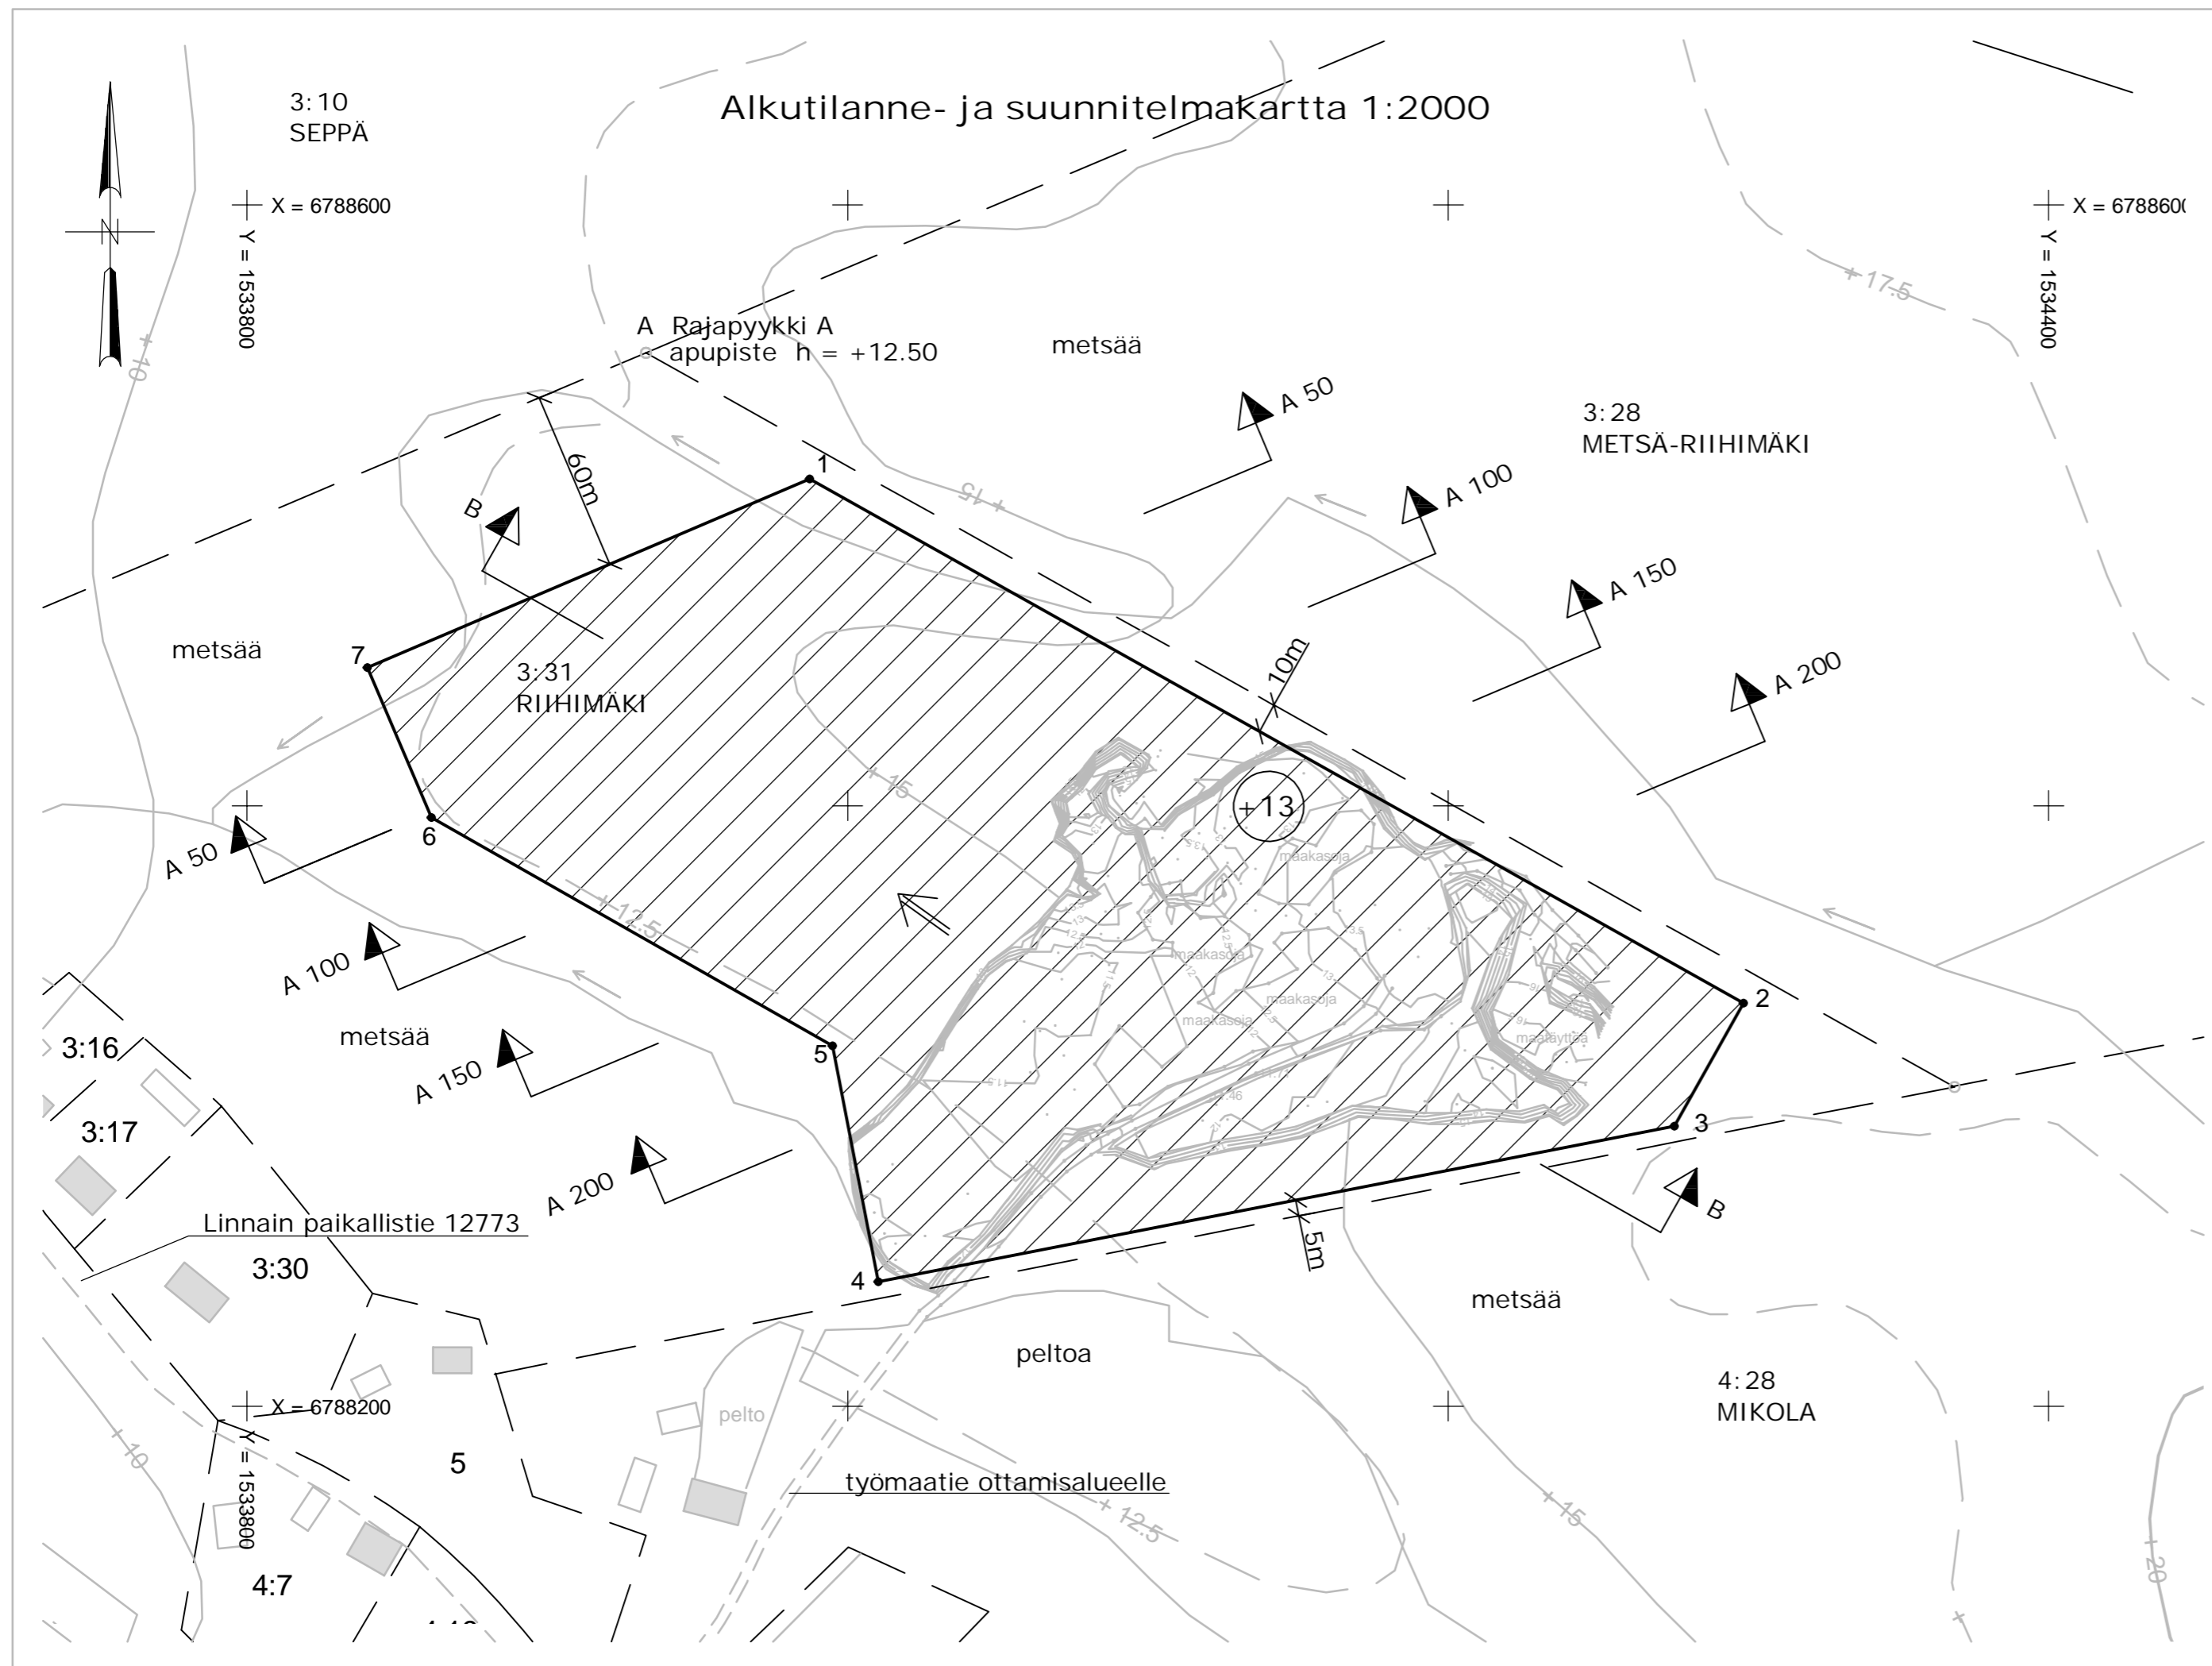 Alkutilanne- ja suunnitelmakartta 1:2000
3:10
SEPPÄ
N
X = 6788600
Y = 1533800
X = 6788600
Y = 1534400
+ 17.5
+ 10
A Rajapyykki A
apupiste h = +12.50
metsää
A 50
3:28
METSÄ-RIIHIMÄKI
A 100
60m
1
B
+ 15
A 150
metsää
7
3:31
RIIHIMÄKI
10m
A 200
+ 15
+13
6
A 50
maakasoja
+ 12.5
A 100
maakasoja
maakasoja
maakasoja
2
metsää
5
maatäyttöä
3:16
A 150
3:17
3
A 200
B
Linnain paikallistie 12773
3:30
4
5m
metsää
peltoa
4:28
MIKOLA
X = 6788200
Y = 1533800
pelto
+ 10
5
työmaatie ottamisalueelle
+ 12.5
+ 15
+ 20
4:7